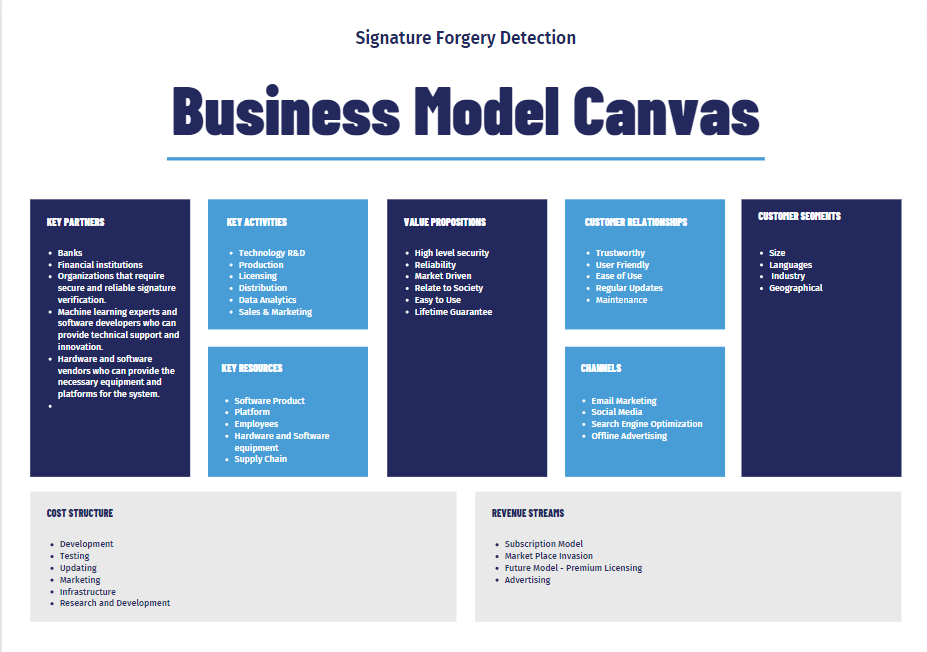 Signature Forgery Detection
Business Model Canvas
KEY PARTNERS
• Banks
• Financial institutions
• Organizations that require
secure and reliable signature
verification.
• Machine learning experts and
software developers who can
provide technical support and
innovation.
• Hardware and software
vendors who can provide the
necessary equipment and
platforms for the system.
•
KEY ACTIVITIES
• Technology R&D
• Production
• Licensing
• Distribution
• Data Analytics
• Sales & Marketing
KEY RESOURCES
• Software Product
• Platform
• Employees
• Hardware and Software
equipment
• Supply Chain
VALUE PROPOSITIONS
• High level security
• Reliability
• Market Driven
• Relate to Society
• Easy to Use
• Lifetime Guarantee
CUSTOMER RELATIONSHIPS
• Trustworthy
• User Friendly
• Ease of Use
• Regular Updates
• Maintenance
CHANNELS
• Email Marketing
• Social Media
• Search Engine Optimization
• Offline Advertising
CUSTOMER SEGMENTS
• Size
• Languages
• Industry
• Geographical
COST STRUCTURE
• Development
• Testing
• Updating
• Marketing
• Infrastructure
• Research and Development
REVENUE STREAMS
• Subscription Model
• Market Place Invasion
• Future Model - Premium Licensing
• Advertising